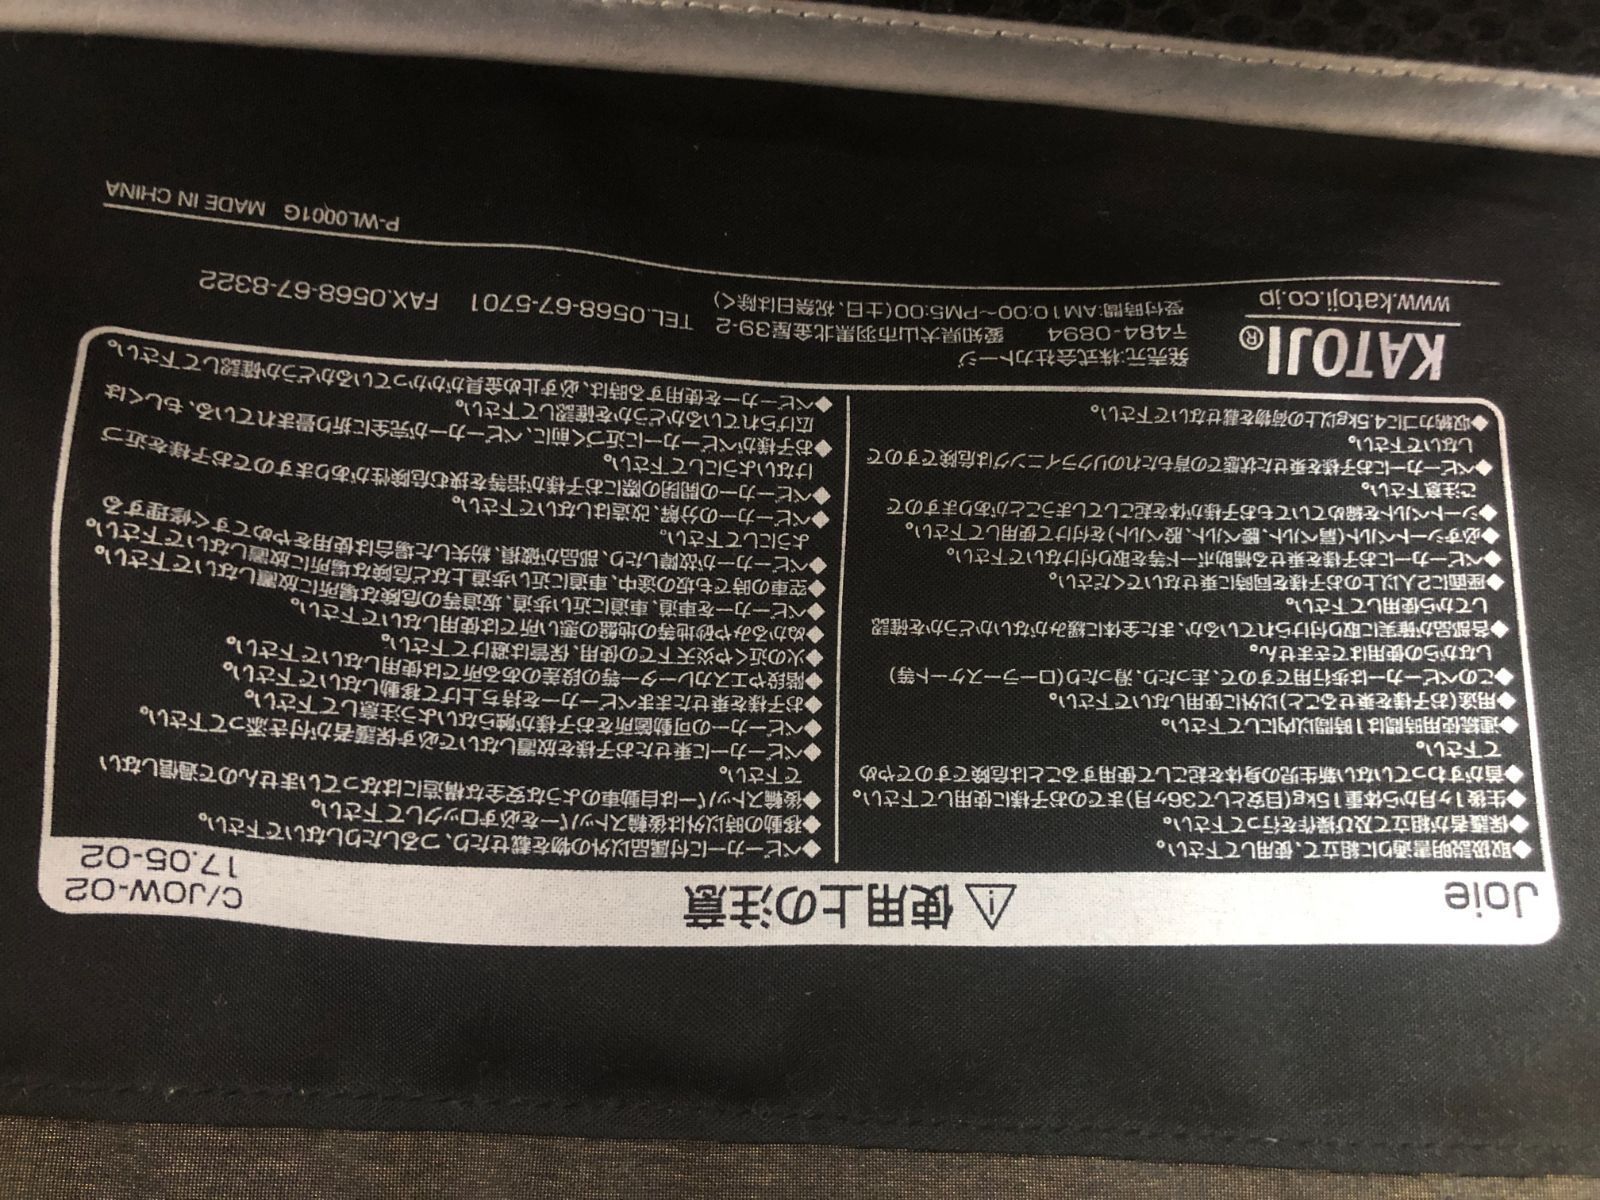 Joie
⚠使用上の注意
C/JOW-02
17.05-02
◆取扱説明書通りに組立て、使用して下さい。
◆保護者が組立て及び操作を行って下さい。
◆生後1ヶ月から体重15kg(目安として36ヶ月)までのお子様に使用して下さい。
◆首がすわっていない新生児の身体を起こして使用することは危険ですのでやめ
て下さい。
◆連続使用時間は1時間以内にして下さい。
◆用途(お子様を乗せること)以外に使用しないで下さい。
◆このベビーカーは歩行用ですので、走ったり、滑ったり(ローラースケート等)
しながらの使用はできません。
◆各部品が確実に取り付けられているか、また全体に緩みがないかどうかを確認
してから使用して下さい。
◆座面に2人以上のお子様を同時に乗せないでください。
◆ベビーカーにお子様を乗せる補助ボード等を取り付けないで下さい。
◆必ずシートベルト(肩ベルト、腰ベルト、股ベルト)を付けて使用して下さい。
◆シートベルトを締めていてもお子様が体を起こしてしまうことがありますので
ご注意下さい。
◆ベビーカーにお子様を乗せた状態での背もたれのリクライニングは危険ですので
しないで下さい。
◆収納カゴに4.5kg以上の荷物を載せないで下さい。
◆ベビーカーに付属品以外の物を載せたり、つるしたりしないで下さい。
◆移動の時以外は後輪ストッパーを必ずロックして下さい。
◆後輪ストッパーは自動車のような安全な構造にはなっていませんので過信しない
で下さい。
◆ベビーカーに乗せたお子様を放置しないで必ず保護者が付き添って下さい。
◆ベビーカーの可動箇所をお子様が触らないよう注意して下さい。
◆お子様を乗せたままベビーカーを持ち上げて移動しないで下さい。
◆階段やエスカレーター等の段差のある所では使用しないで下さい。
◆火の近くや炎天下での使用、保管は避けて下さい。
◆ぬかるみや砂地等の地盤の悪い所では使用しないで下さい。
◆ベビーカーを車道、車道に近い歩道、坂道等の危険な場所に放置しないで下さい。
◆空車の時でも坂の途中、車道に近い歩道上など危険な場所に放置しないで下さい。
◆ベビーカーが故障したり、部品が破損、紛失した場合は使用をやめてすぐ修理する
ようにして下さい。
◆ベビーカーの分解、改造はしないで下さい。
◆ベビーカーの開閉の際にお子様が指等を挟む危険性がありますのでお子様を近づ
けないようにして下さい。
◆お子様がベビーカーに近づく前に、ベビーカーが完全に折り畳まれている、もしくは
広げられているかどうかを確認して下さい。
◆ベビーカーを使用する時は、必ず止め金具がかかっているかどうか確認して下さい。
KATOJI®
www.katoji.co.jp
発売元:株式会社カトージ
〒484-0894 愛知県犬山市羽黒北金屋39-2 TEL.0568-67-5701 FAX.0568-67-8322
受付時間:AM10:00~PM5:00(土日、祝祭日は除く)
P-WL0001G MADE IN CHINA